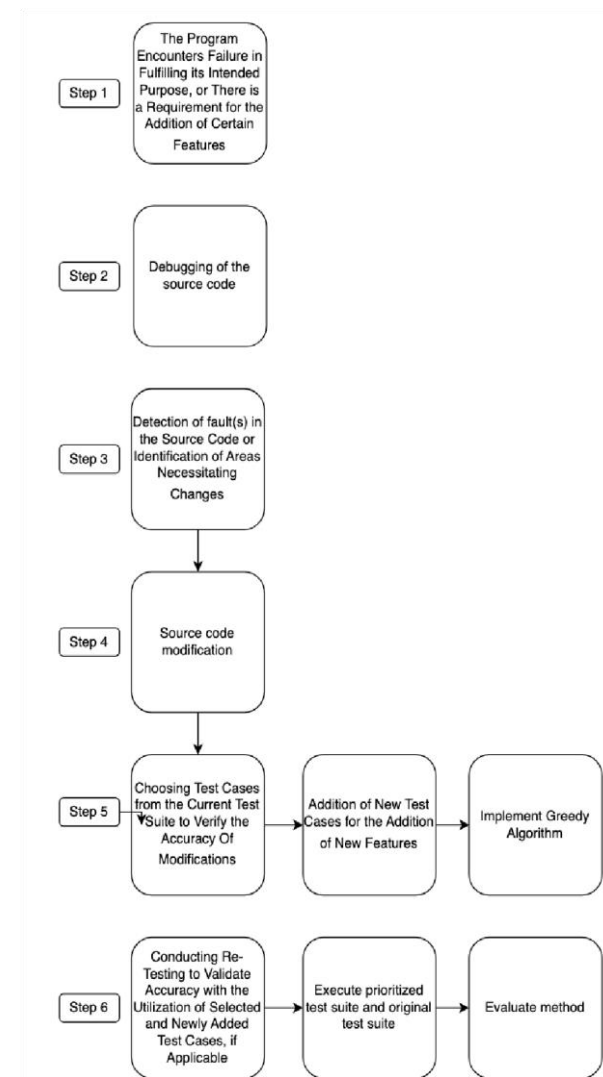 Step 1
The Program
Encounters Failure in
Fulfilling its Intended
Purpose, or There is
a Requirement for the
Addition of Certain
Features
Step 2
Debugging of the
source code
Step 3
Detection of fault(s) in
the Source Code or
Identification of Areas
Necessitating
Changes
Step 4
Source code
modification
Step 5
Choosing Test Cases
from the Current Test
Suite to Verify the
Accuracy Of
Modifications
Addition of New Test
Cases for the Addition
of New Features
Implement Greedy
Algorithm
Step 6
Conducting Re-
Testing to Validate
Accuracy with the
Utilization of Selected
and Newly Added
Test Cases, if
Applicable
Execute prioritized
test suite and original
test suite
Evaluate method